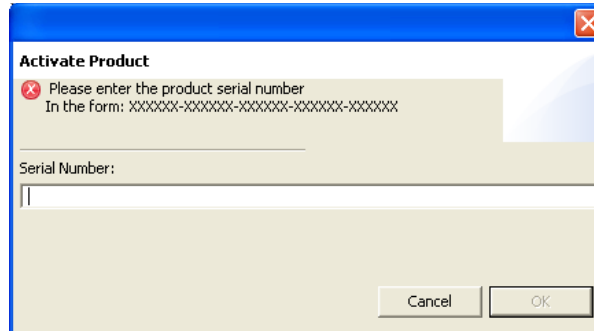 Activate Product
Please enter the product serial number
In the form: XXXXXX-XXXXXX-XXXXXX-XXXXXX-XXXXXX
Serial Number:
Cancel OK